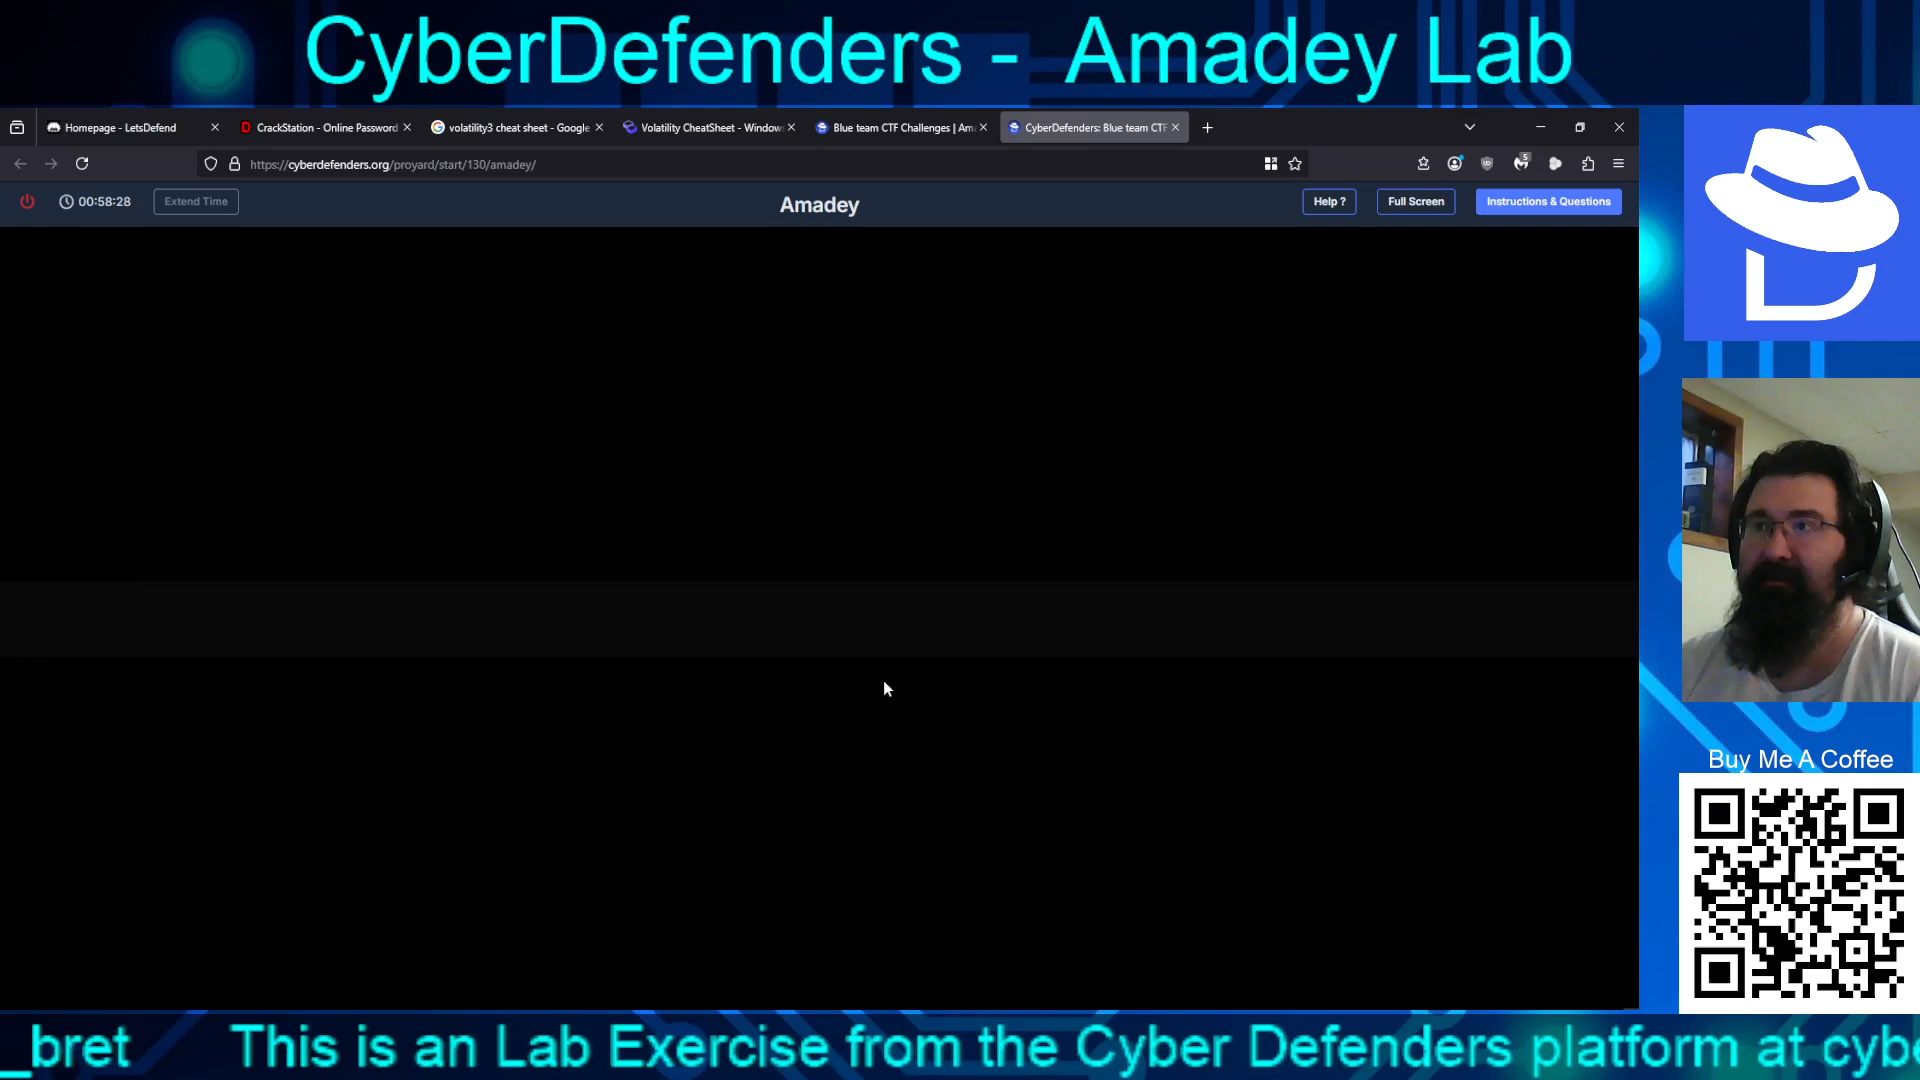 CyberDefenders - Amadey Lab
Homepage - LetsDefend
CrackStation - Online Password
volatility3 cheat sheet - Google
Volatility CheatSheet - Window
Blue team CTF Challenges | Am
CyberDefenders: Blue team CTF
https://cyberdefenders.org/proyard/start/130/amadey/
5
00:58:28
Extend Time
Amadey
Help ?
Full Screen
Instructions & Questions
Buy Me A Coffee
_bret This is an Lab Exercise from the Cyber Defenders platform at cybe